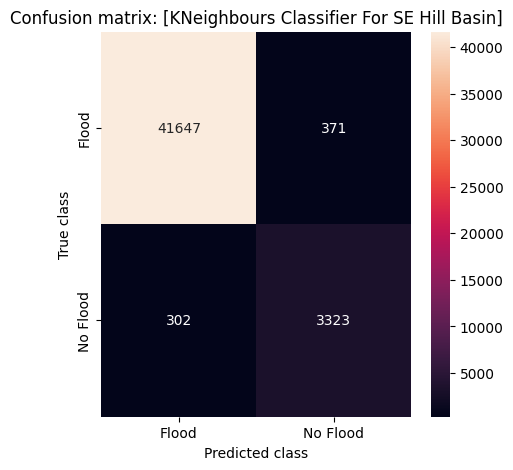 Confusion matrix: [KNeighbours Classifier For SE Hill Basin]
True class
Flood
41647
371
No Flood
302
3323
Flood
No Flood
Predicted class
40000
35000
30000
25000
20000
15000
10000
5000